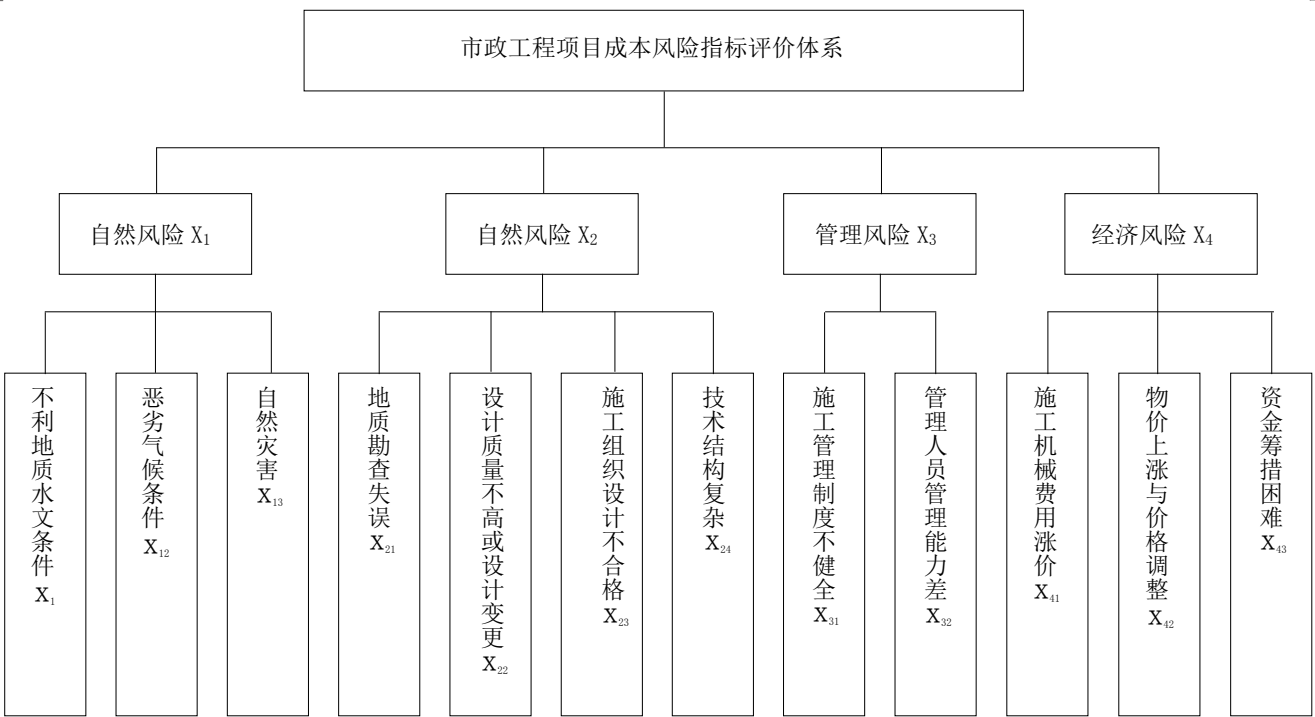 市政工程项目成本风险指标评价体系
自然风险 X₁
自然风险 X₂
管理风险 X₃
经济风险 X₄
不利地质水文条件 X₁
恶劣气候条件 X₁₂
自然灾害 X₁₃
地质勘查失误 X₂₁
设计质量不高或设计变更 X₂₂
施工组织设计不合格 X₂₃
技术结构复杂 X₂₄
施工管理制度不健全 X₃₁
管理人员管理能力差 X₃₂
施工机械费用涨价 X₄₁
物价上涨与价格调整 X₄₂
资金筹措困难 X₄₃